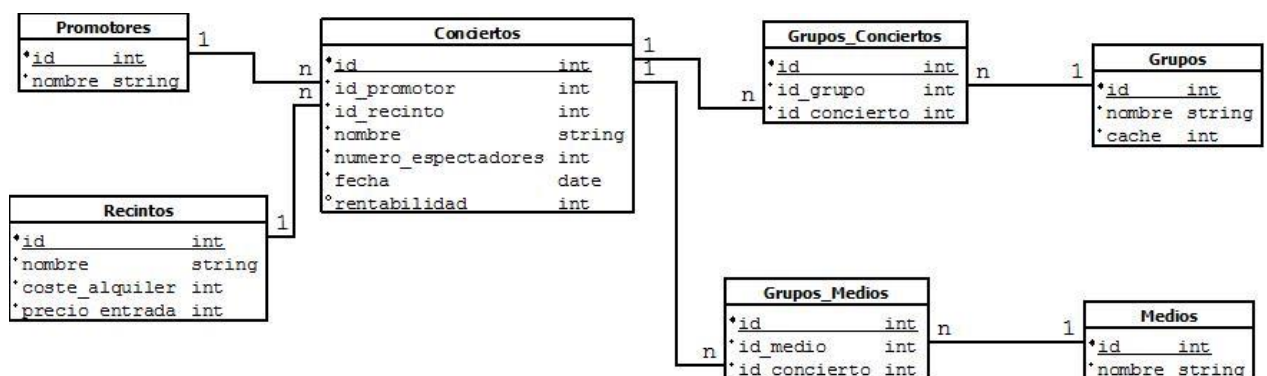 Promotores
id int
nombre string
1
n
n
Conciertos
id int
id_promotor int
id_recinto int
nombre string
numero_espectadores int
fecha date
rentabilidad int
1
1
n
Grupos_Conciertos
id int
id_grupo int
id_concierto int
n
1
Grupos
id int
nombre string
cache int
Recintos
id int
nombre string
coste_alquiler int
precio_entrada int
1
n
Grupos_Medios
id int
id_medio int
id_concierto int
n
1
Medios
id int
nombre string